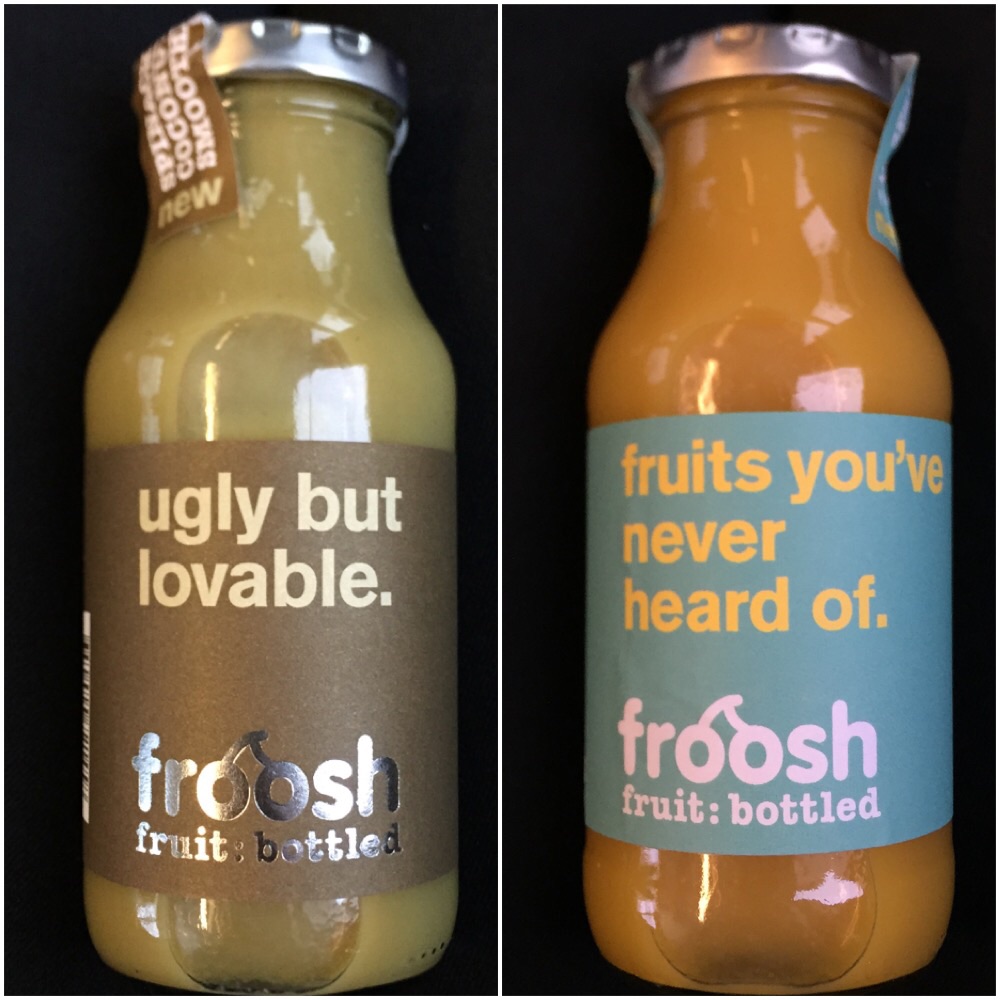 new
ugly but
lovable.
froosh
fruit: bottled
fruits you've
never
heard of.
froosh
fruit: bottled